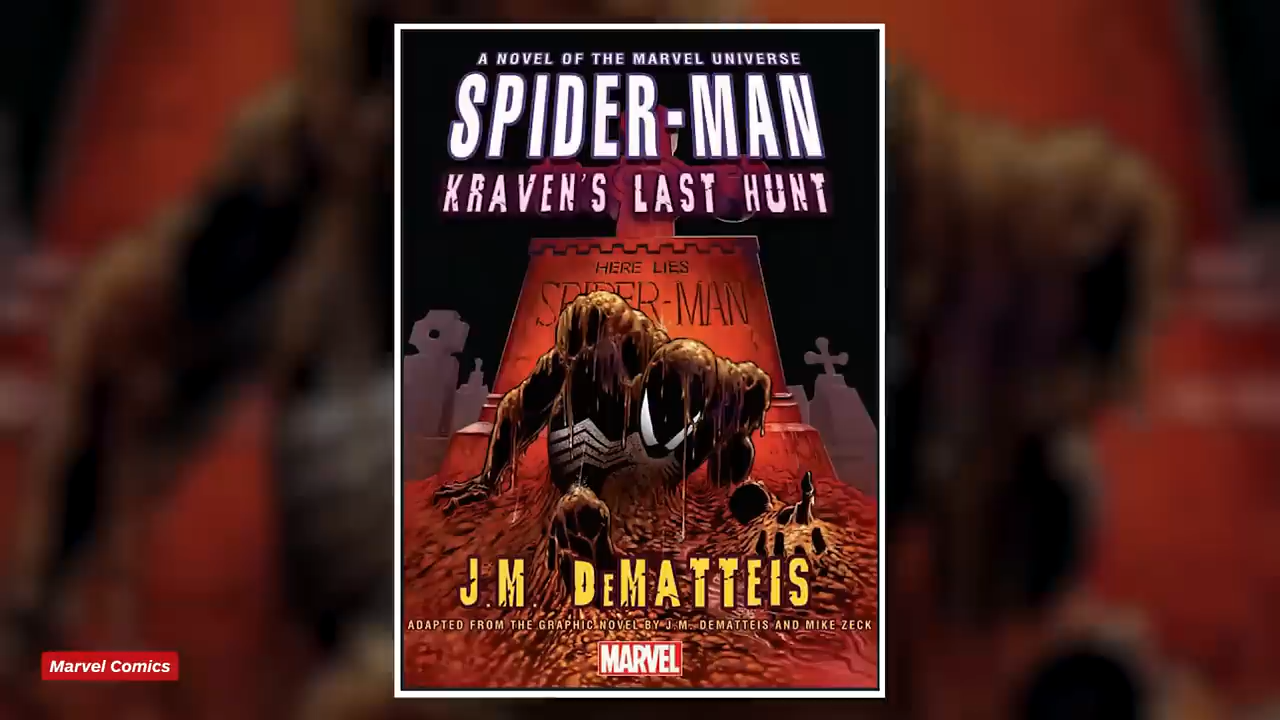 A NOVEL OF THE MARVEL UNIVERSE
SPIDER-MAN
KRAVEN'S LAST HUNT
HERE LIES
SPIDER-MAN
J.M. DEMATTEIS
ADAPTED FROM THE GRAPHIC NOVEL BY J.M. DEMATTEIS AND MIKE ZECK
MARVEL
Marvel Comics